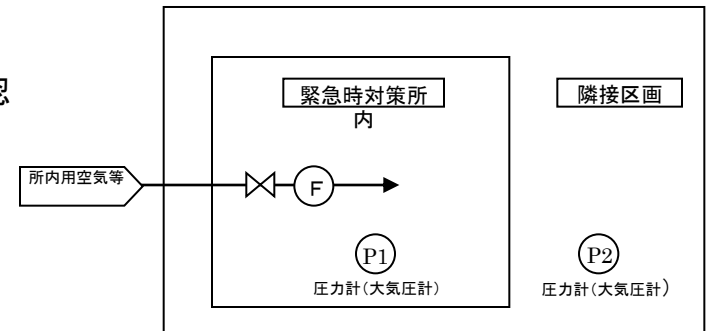 認
緊急時対策所
内
隣接区画
所内用空気等
F
P1
P2
圧力計(大気圧計)
圧力計(大気圧計)